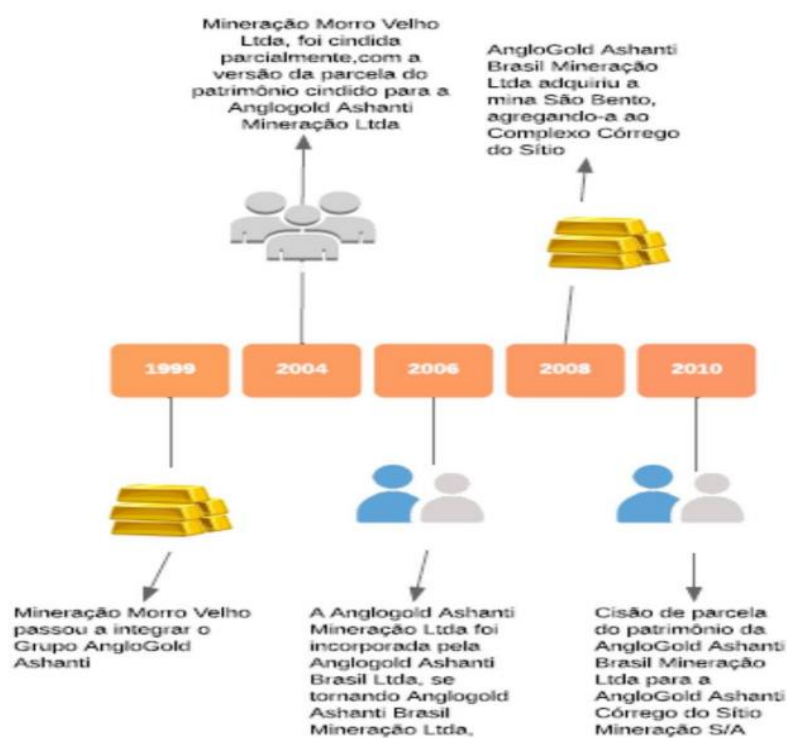 Mineração Morro Velho
Ltda, foi cindida
parcialmente,com a
versão da parcela do
patrimônio cindido para a
Anglogold Ashanti
Mineração Ltda
AngloGold Ashanti
Brasil Mineração
Ltda adquiriu a
mina São Bento,
agregando-a ao
Complexo Córrego
do Sítio
1999
2004
2006
2008
2010
Mineração Morro Velho
passou a integrar o
Grupo AngloGold
Ashanti
A Anglogold Ashanti
Mineração Ltda foi
incorporada pela
Anglogold Ashanti
Brasil Ltda, se
tornando Anglogold
Ashanti Brasil
Mineração Ltda,
Cisão de parcela
do patrimônio da
AngloGold Ashanti
Brasil Mineração
Ltda para a
AngloGold Ashanti
Córrego do Sítio
Mineração S/A